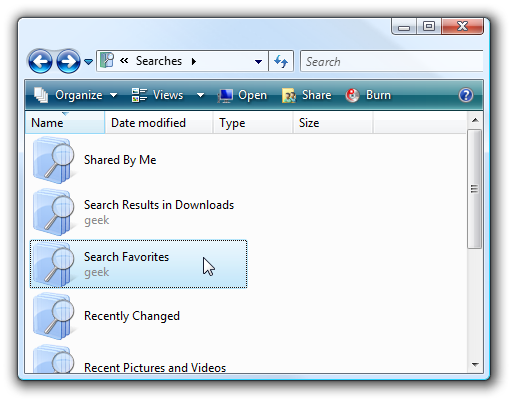 « Searches
Search
Organize Views Open Share Burn
Name Date modified Type Size
Shared By Me
Search Results in Downloads
geek
Search Favorites
geek
Recently Changed
Recent Pictures and Videos